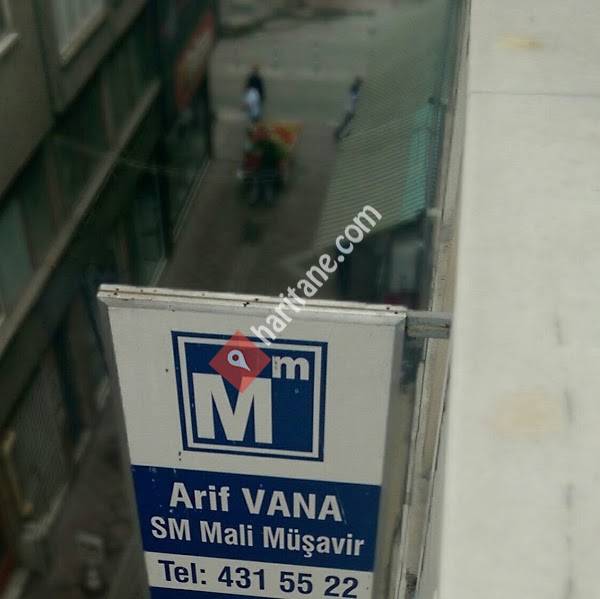 haritane.com
Mm
Arif VANA
SM Mali Müşavir
Tel: 431 55 22